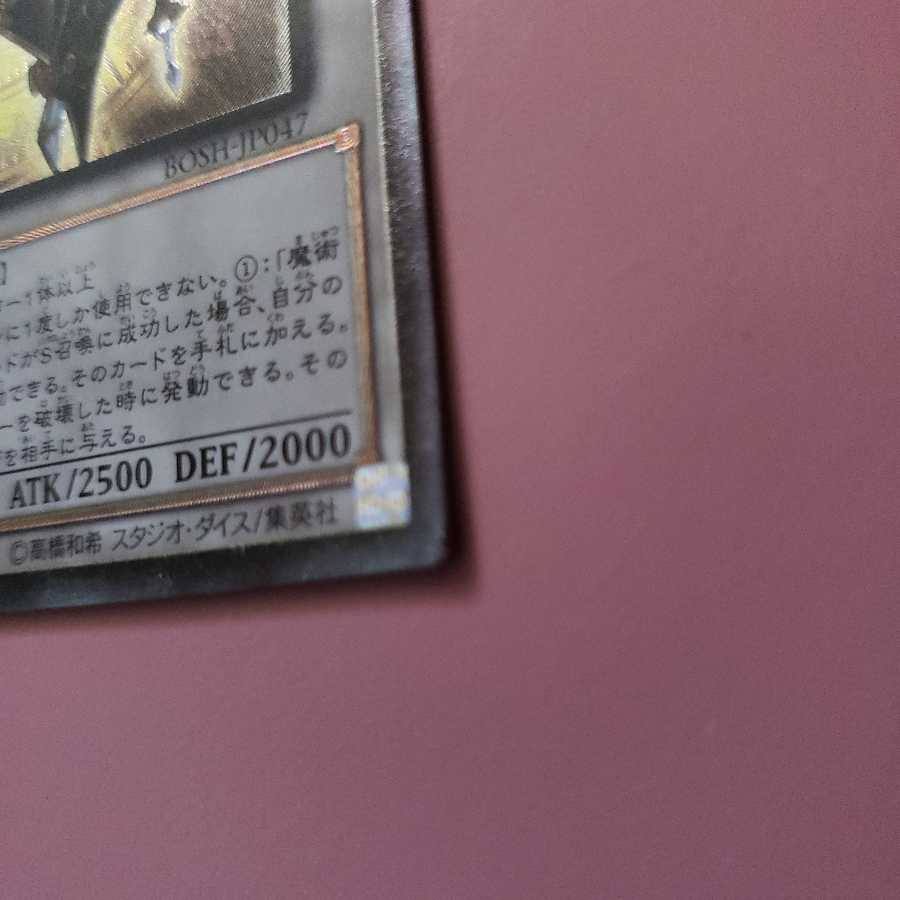 BOSH-JP047
】
ー1体以上
に1度しか使用できない。①:「魔術
ドがS召喚に成功した場合、自分の
動できる。そのカードを手札に加える。
ーを破壊した時に発動できる。その
を相手に与える。
ATK/2500 DEF/2000
©高橋和希 スタジオ・ダイス/集英社